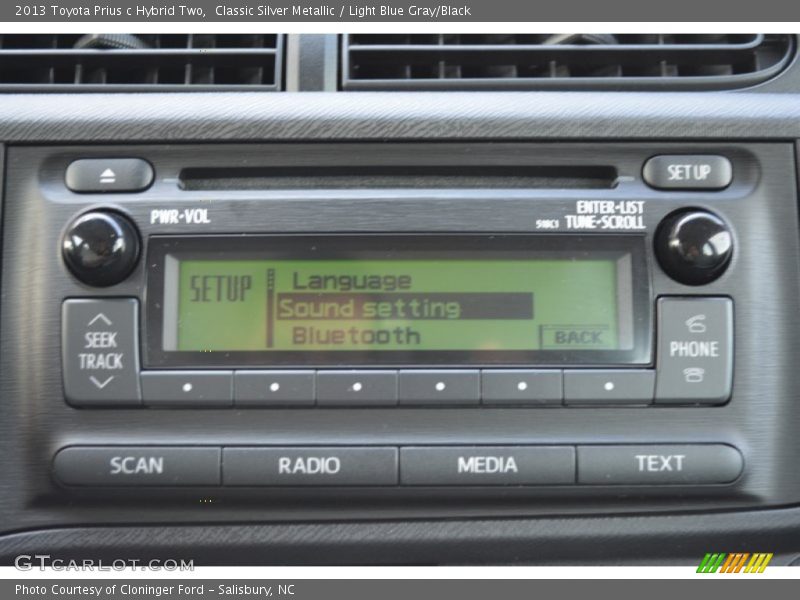 2013 Toyota Prius c Hybrid Two,  Classic Silver Metallic / Light Blue Gray/Black
SET UP
PWR•VOL
ENTER•LIST
TUNE•SCROLL
SETUP
Language
Sound setting
Bluetooth
BACK
SEEK
TRACK
PHONE
SCAN
RADIO
MEDIA
TEXT
GTCARLOT.COM
Photo Courtesy of Cloninger Ford – Salisbury, NC